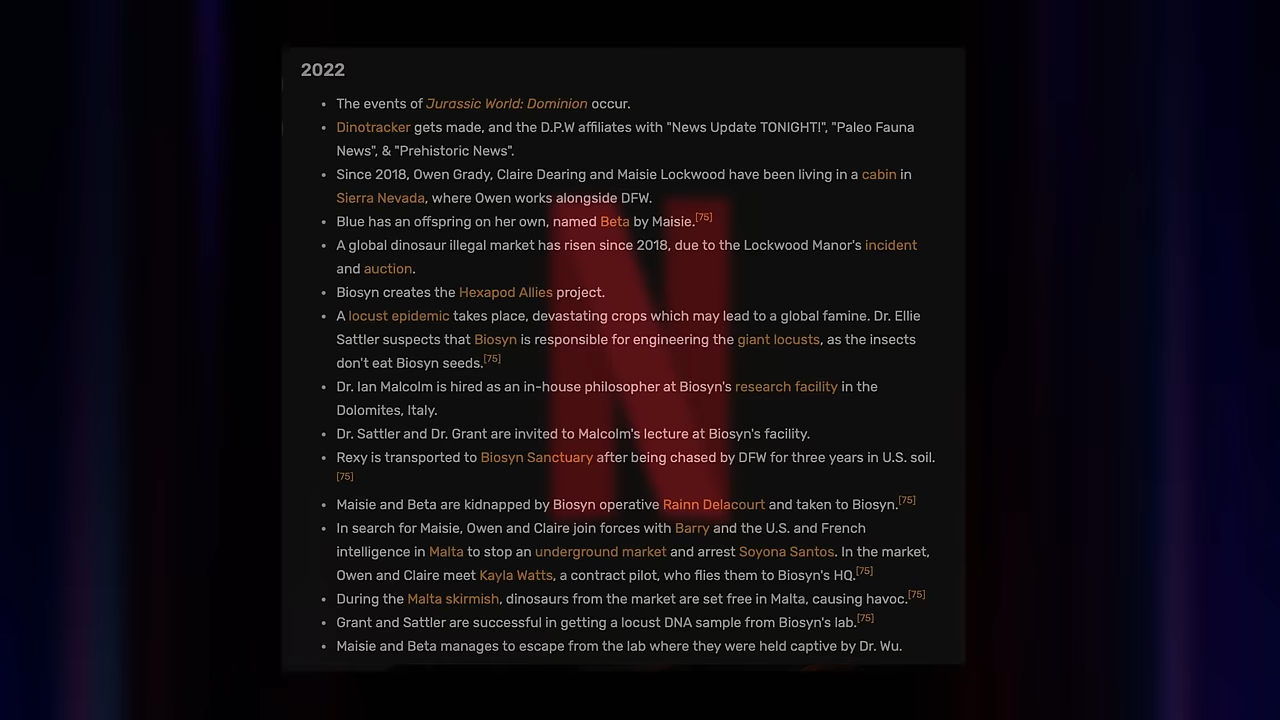 2022
• The events of Jurassic World: Dominion occur.
• Dinotracker gets made, and the D.P.W affiliates with "News Update TONIGHT!", "Paleo Fauna
News", & "Prehistoric News".
• Since 2018, Owen Grady, Claire Dearing and Maisie Lockwood have been living in a cabin in
Sierra Nevada, where Owen works alongside DFW.
• Blue has an offspring on her own, named Beta by Maisie.[75]
• A global dinosaur illegal market has risen since 2018, due to the Lockwood Manor's incident
and auction.
• Biosyn creates the Hexapod Allies project.
• A locust epidemic takes place, devastating crops which may lead to a global famine. Dr. Ellie
Sattler suspects that Biosyn is responsible for engineering the giant locusts, as the insects
don't eat Biosyn seeds.[75]
• Dr. Ian Malcolm is hired as an in-house philosopher at Biosyn's research facility in the
Dolomites, Italy.
• Dr. Sattler and Dr. Grant are invited to Malcolm's lecture at Biosyn's facility.
• Rexy is transported to Biosyn Sanctuary after being chased by DFW for three years in U.S. soil.
[75]
• Maisie and Beta are kidnapped by Biosyn operative Rainn Delacourt and taken to Biosyn.[75]
• In search for Maisie, Owen and Claire join forces with Barry and the U.S. and French
intelligence in Malta to stop an underground market and arrest Soyona Santos. In the market,
Owen and Claire meet Kayla Watts, a contract pilot, who flies them to Biosyn's HQ.[75]
• During the Malta skirmish, dinosaurs from the market are set free in Malta, causing havoc.[75]
• Grant and Sattler are successful in getting a locust DNA sample from Biosyn's lab.[75]
• Maisie and Beta manages to escape from the lab where they were held captive by Dr. Wu.
N